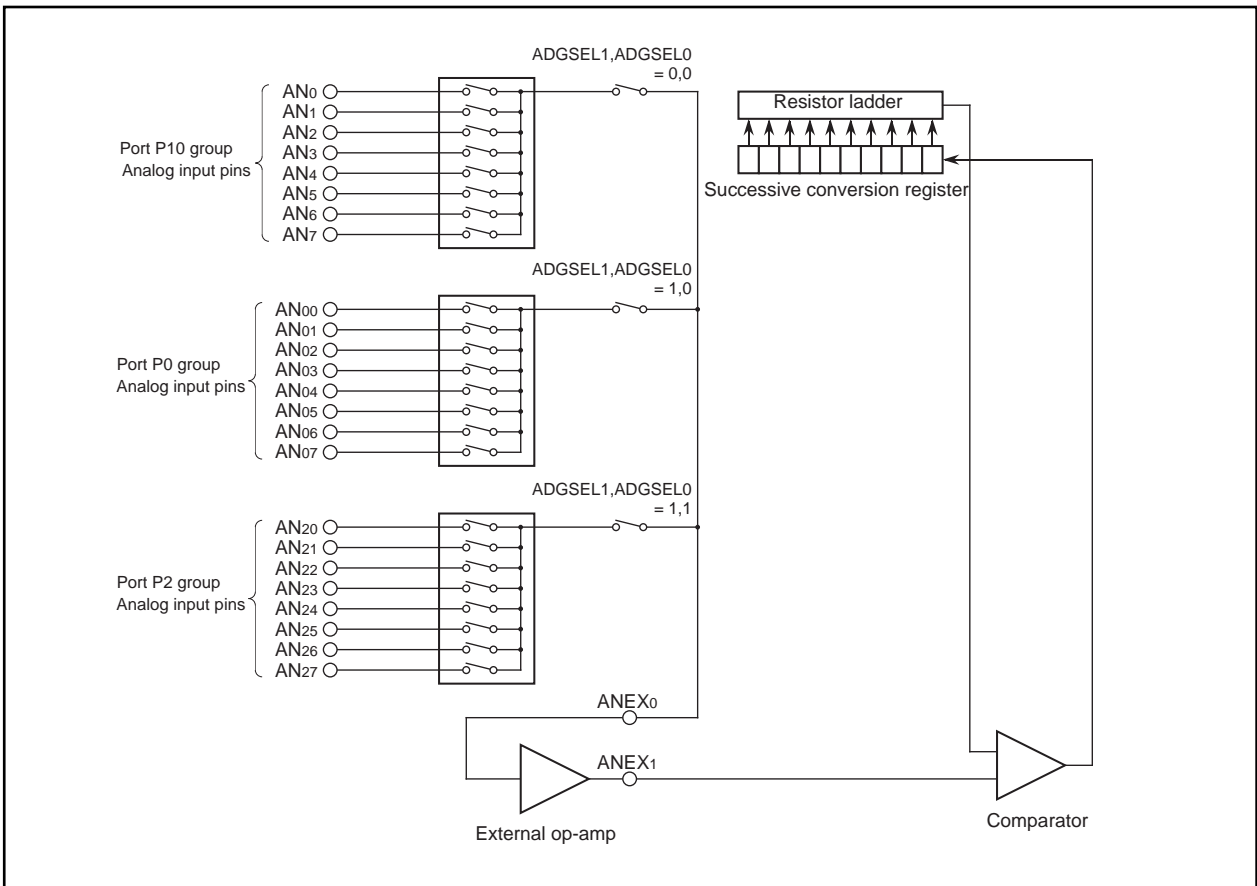 ADGSEL1,ADGSEL0
= 0,0
AN0
AN1
AN2
AN3
AN4
AN5
AN6
AN7
Port P10 group
Analog input pins
Resistor ladder
Successive conversion register
ADGSEL1,ADGSEL0
= 1,0
AN00
AN01
AN02
AN03
AN04
AN05
AN06
AN07
Port P0 group
Analog input pins
ADGSEL1,ADGSEL0
= 1,1
AN20
AN21
AN22
AN23
AN24
AN25
AN26
AN27
Port P2 group
Analog input pins
ANEX0
ANEX1
External op-amp
Comparator